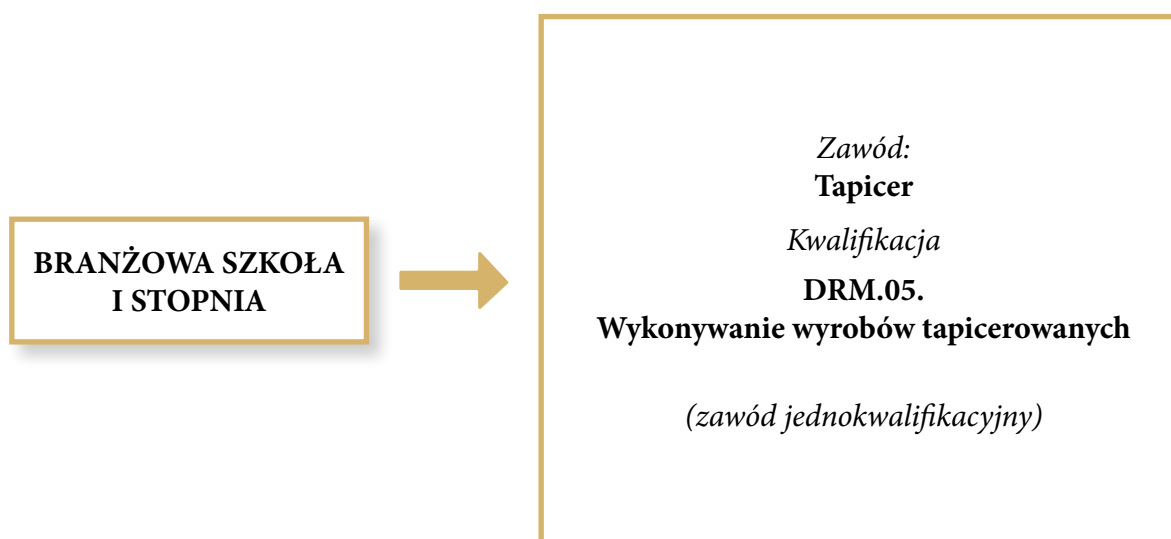 BRANŻOWA SZKOŁA
I STOPNIA
Zawód:
Tapicer
Kwalifikacja
DRM.05.
Wykonywanie wyrobów tapicerowanych
(zawód jednokwalifikacyjny)